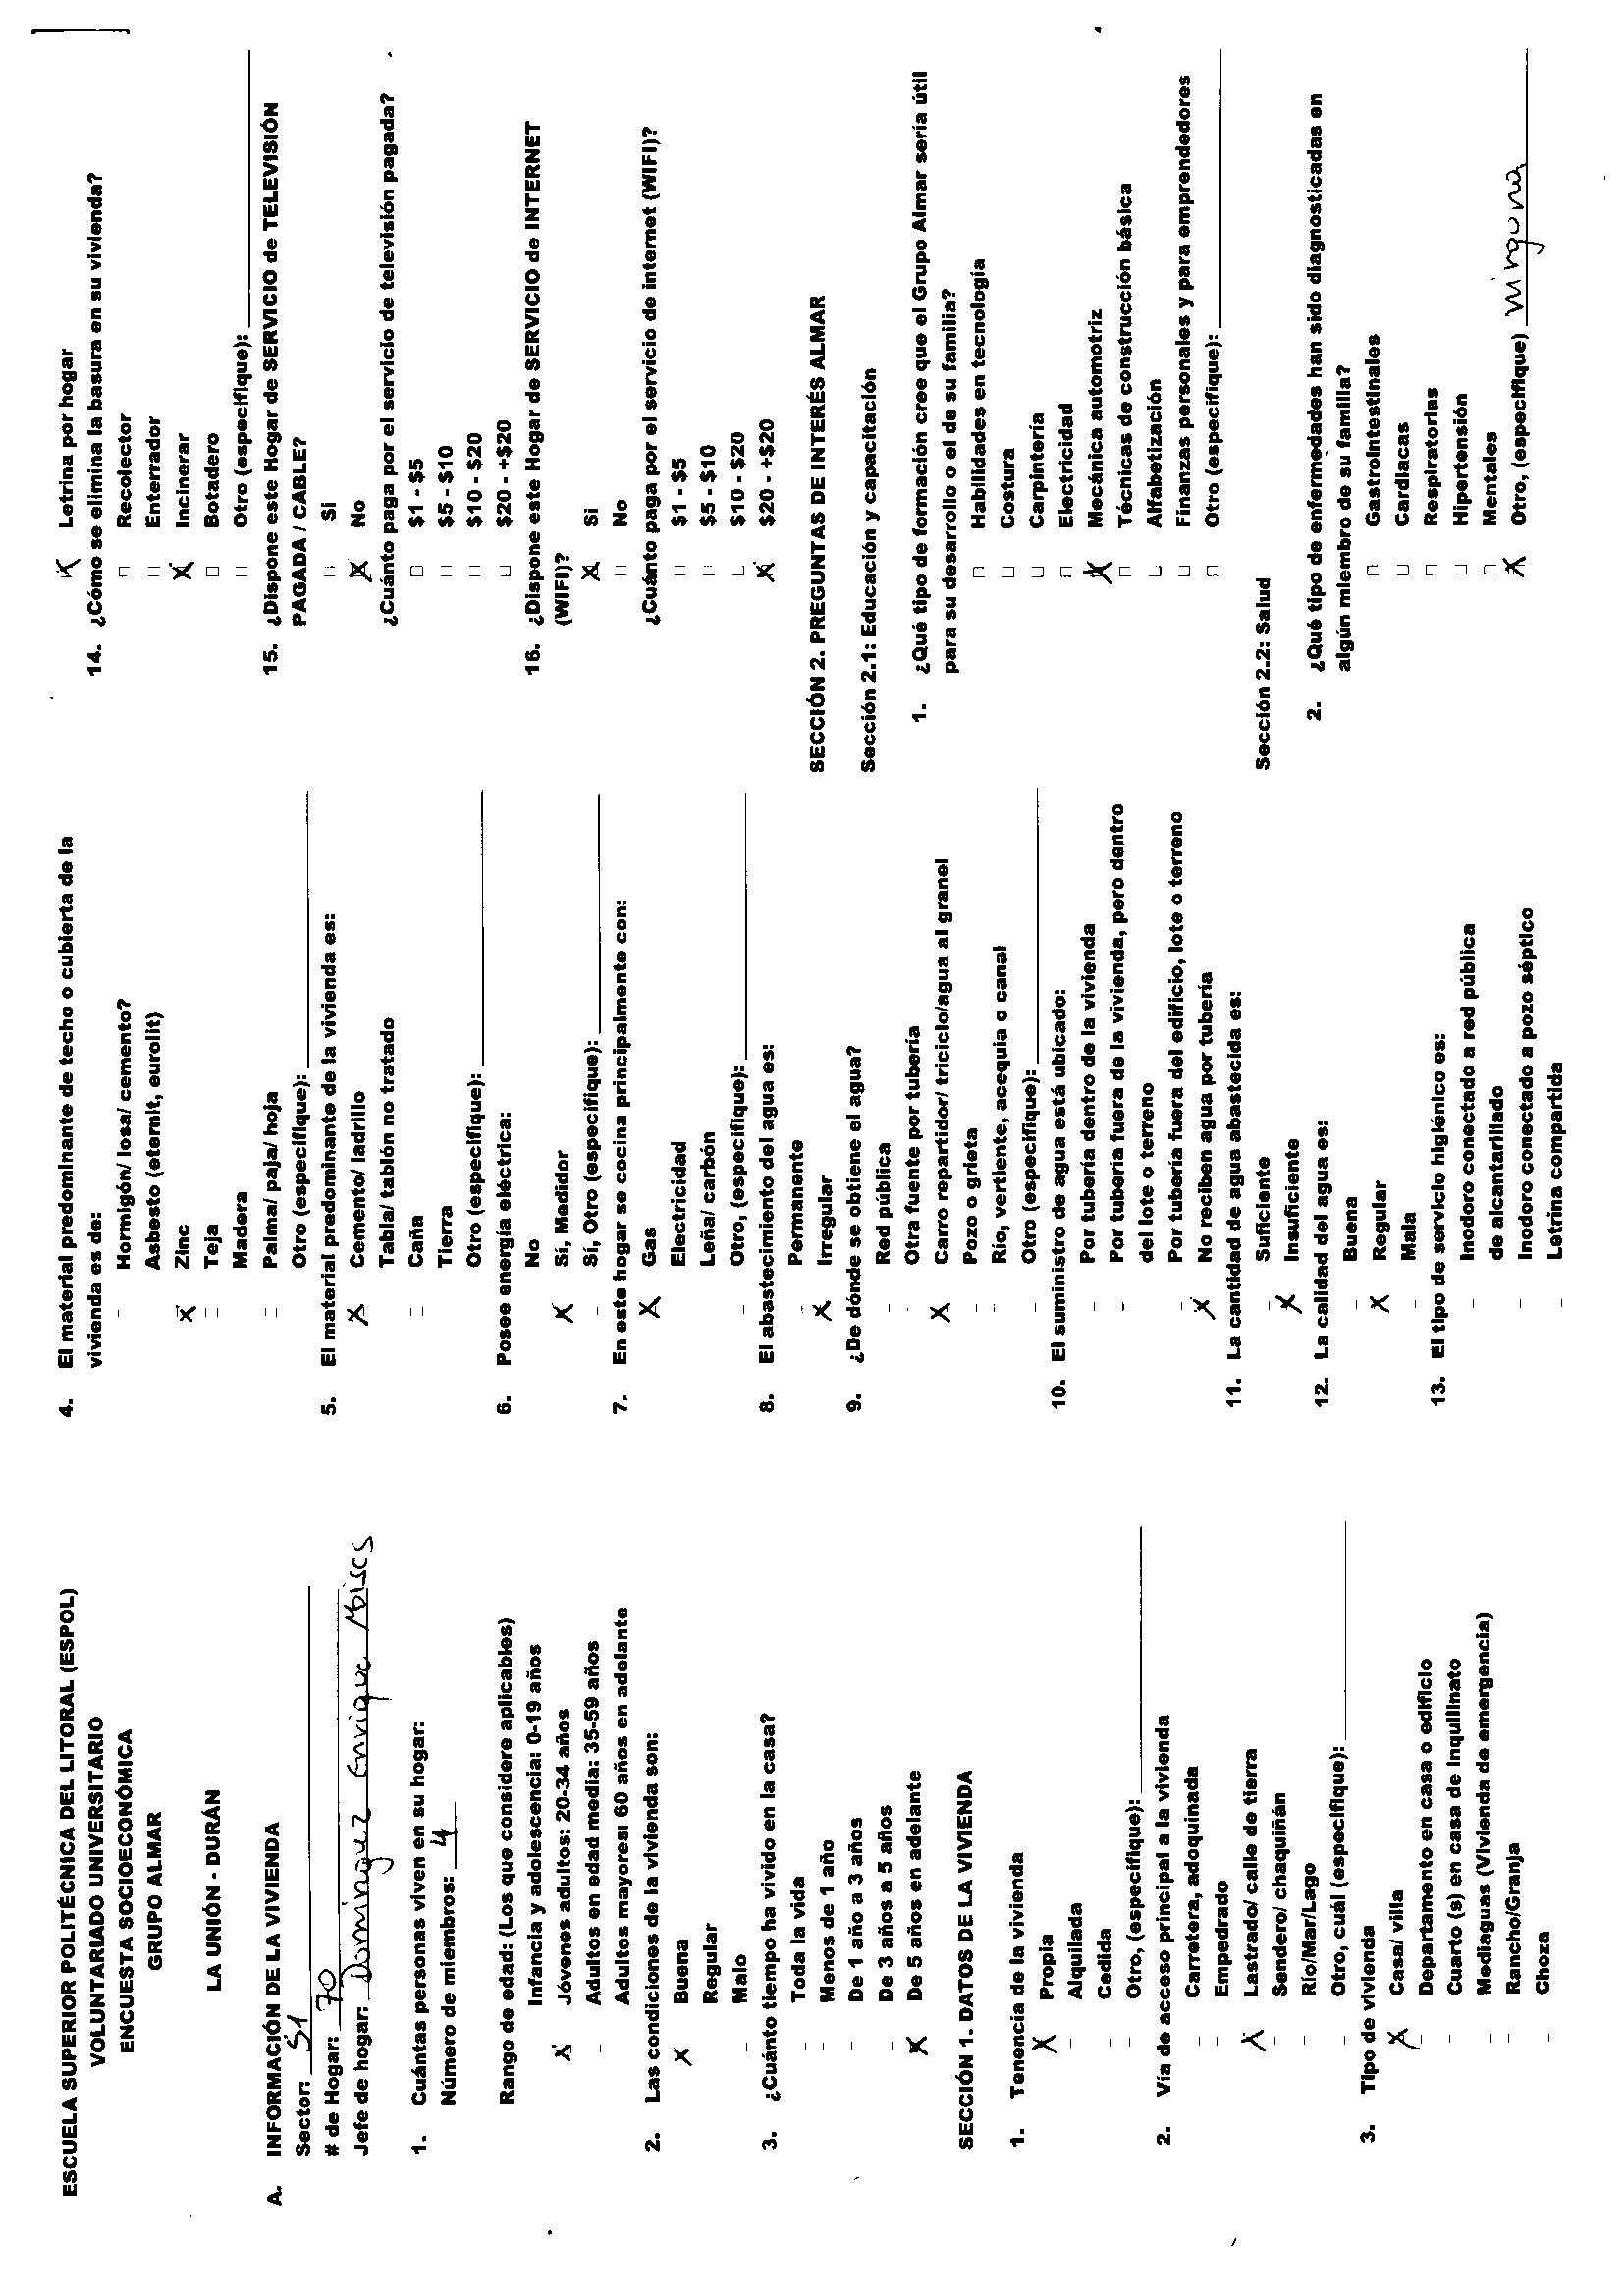 ESCUELA SUPERIOR POLITÉCNICA DEL LITORAL (ESPOL)
VOLUNTARIADO UNIVERSITARIO
ENCUESTA SOCIOECONÓMICA
GRUPO ALMAR
LA UNIÓN - DURÁN
A. INFORMACIÓN DE LA VIVIENDA
Sector: S1
# de Hogar: 70
Jefe de hogar: Dominguez Enrique Moises
1. Cuántas personas viven en su hogar:
Número de miembros: 4
Rango de edad: (Los que considere aplicables)
Infancia y adolescencia: 0-19 años
X Jóvenes adultos: 20-34 años
- Adultos en edad media: 35-59 años
Adultos mayores: 60 años en adelante
2. Las condiciones de la vivienda son:
X Buena
Regular
- Malo
3. ¿Cuánto tiempo ha vivido en la casa?
- Toda la vida
- Menos de 1 año
- De 1 año a 3 años
- De 3 años a 5 años
X De 5 años en adelante
SECCIÓN 1. DATOS DE LA VIVIENDA
1. Tenencia de la vivienda
X Propia
- Alquilada
- Cedida
- Otro, (especifique):
2. Vía de acceso principal a la vivienda
- Carretera, adoquinada
- Empedrado
X Lastrado/ calle de tierra
- Sendero/ chaquiñán
- Río/Mar/Lago
- Otro, cuál (especifique):
3. Tipo de vivienda
X Casa/ villa
- Departamento en casa o edificio
- Cuarto (s) en casa de inquilinato
- Mediaguas (Vivienda de emergencia)
- Rancho/Granja
- Choza
4. El material predominante de techo o cubierta de la
vivienda es de:
- Hormigón/ losa/ cemento?
Asbesto (eternit, eurolit)
X Zinc
Teja
Madera
Palma/ paja/ hoja
Otro (especifique):
5. El material predominante de la vivienda es:
X Cemento/ ladrillo
Tabla/ tablón no tratado
Caña
Tierra
Otro (especifique):
6. Posee energía eléctrica:
No
X Sí, Medidor
- Sí, Otro (especifique):
7. En este hogar se cocina principalmente con:
X Gas
Electricidad
Leña/ carbón
- Otro, (especifique):
8. El abastecimiento del agua es:
Permanente
X Irregular
9. ¿De dónde se obtiene el agua?
- Red pública
Otra fuente por tubería
X Carro repartidor/ triciclo/agua al granel
- Pozo o grieta
- Río, vertiente, acequia o canal
- Otro (especifique):
10. El suministro de agua está ubicado:
- Por tubería dentro de la vivienda
- Por tubería fuera de la vivienda, pero dentro
del lote o terreno
- Por tubería fuera del edificio, lote o terreno
X No reciben agua por tubería
11. La cantidad de agua abastecida es:
- Suficiente
X Insuficiente
12. La calidad del agua es:
- Buena
X Regular
- Mala
13. El tipo de servicio higiénico es:
- Inodoro conectado a red pública
de alcantarillado
- Inodoro conectado a pozo séptico
- Letrina compartida
X Letrina por hogar
14. ¿Cómo se elimina la basura en su vivienda?
Recolector
Enterrador
X Incinerar
Botadero
Otro (especifique):
15. ¿Dispone este Hogar de SERVICIO de TELEVISIÓN
PAGADA / CABLE?
Si
X No
¿Cuánto paga por el servicio de televisión pagada?
$1 - $5
$5 - $10
$10 - $20
$20 - +$20
16. ¿Dispone este Hogar de SERVICIO de INTERNET
(WIFI)?
X Si
No
¿Cuánto paga por el servicio de internet (WIFI)?
$1 - $5
$5 - $10
$10 - $20
X $20 - +$20
SECCIÓN 2. PREGUNTAS DE INTERÉS ALMAR
Sección 2.1: Educación y capacitación
1. ¿Qué tipo de formación cree que el Grupo Almar sería útil
para su desarrollo o el de su familia?
Habilidades en tecnología
Costura
Carpintería
Electricidad
X Mecánica automotriz
Técnicas de construcción básica
Alfabetización
Finanzas personales y para emprendedores
Otro (especifique):
Sección 2.2: Salud
2. ¿Qué tipo de enfermedades han sido diagnosticadas en
algún miembro de su familia?
Gastrointestinales
Cardiacas
Respiratorias
Hipertensión
Mentales
X Otro, (especifique) ninguna